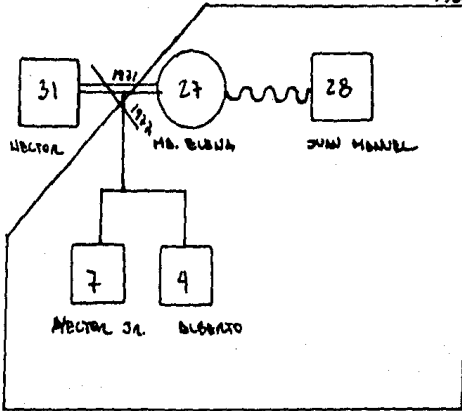 1971
31
27
28
1977
HECTOR
MA. ELENA
JUAN MANUEL
7
4
HECTOR JR.
ALBERTO